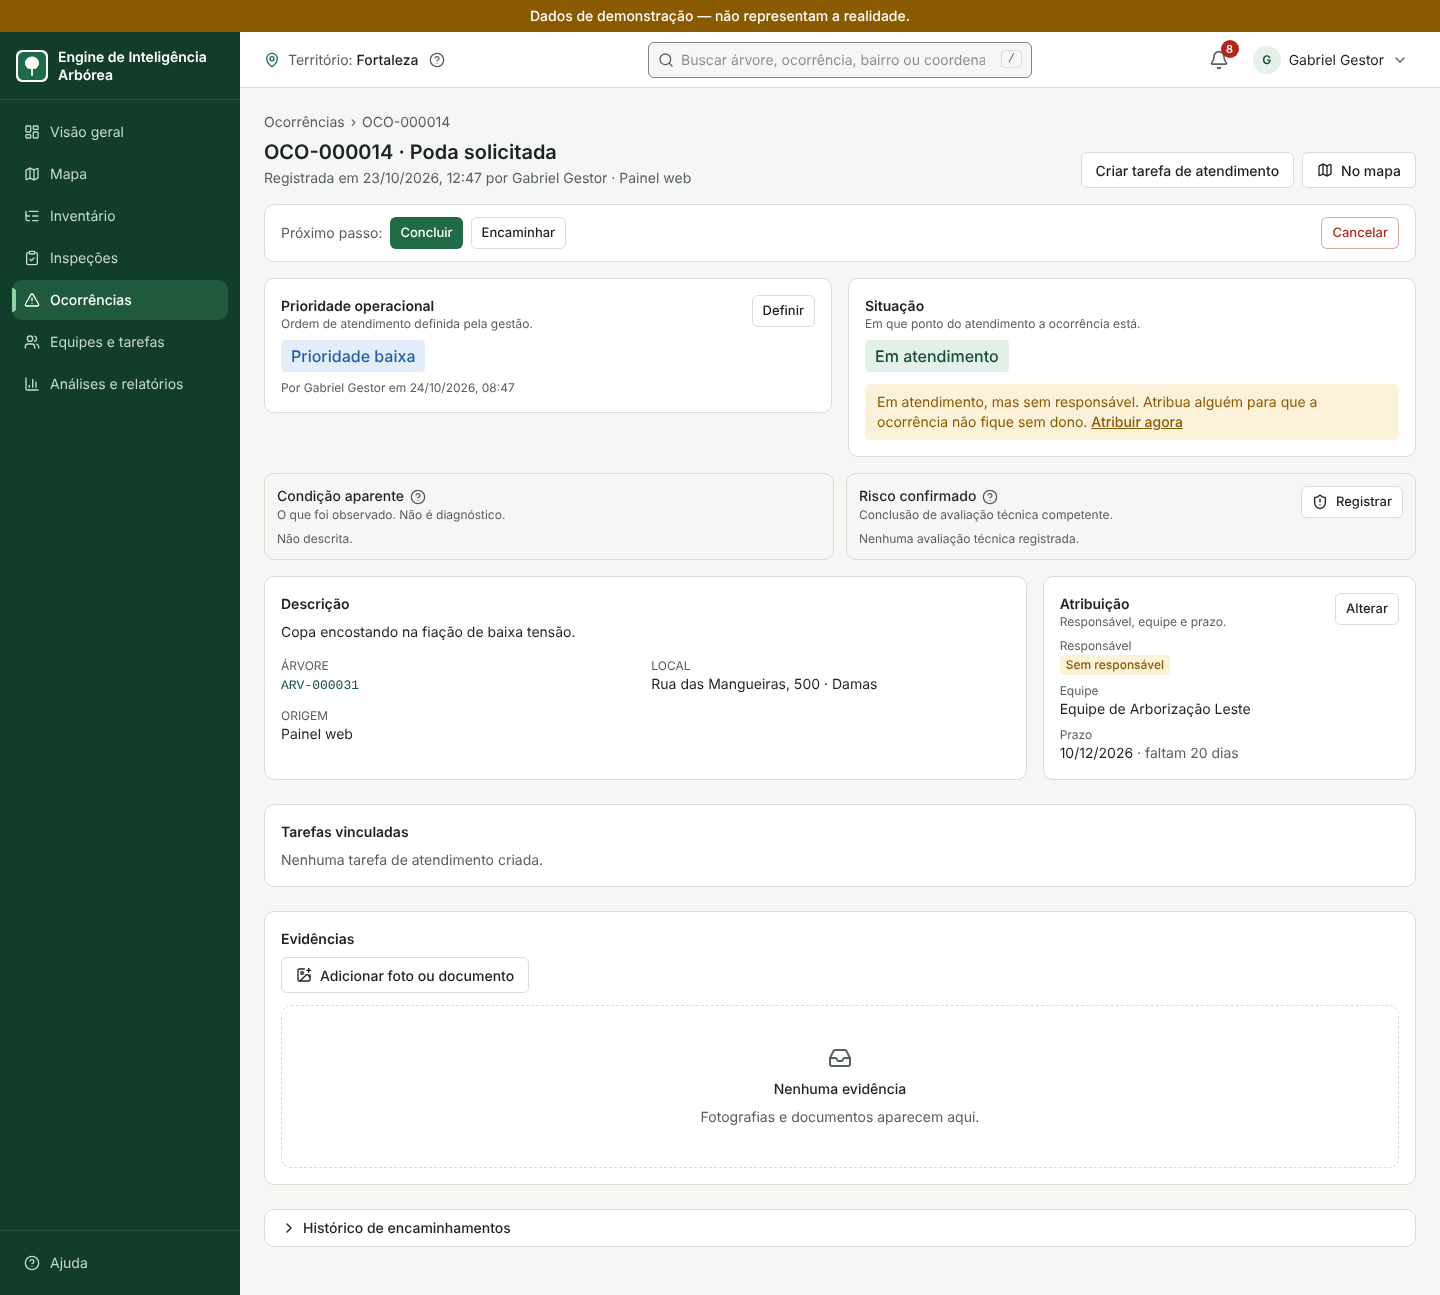 Dados de demonstração — não representam a realidade.
Engine de Inteligência
Arbórea
Território: Fortaleza
Buscar árvore, ocorrência, bairro ou coordena
/
8
G
Gabriel Gestor
Visão geral
Mapa
Inventário
Inspeções
Ocorrências
Equipes e tarefas
Análises e relatórios
Ajuda
Ocorrências › OCO-000014
OCO-000014 · Poda solicitada
Registrada em 23/10/2026, 12:47 por Gabriel Gestor · Painel web
Criar tarefa de atendimento
No mapa
Próximo passo:
Concluir
Encaminhar
Cancelar
Prioridade operacional
Ordem de atendimento definida pela gestão.
Definir
Prioridade baixa
Por Gabriel Gestor em 24/10/2026, 08:47
Situação
Em que ponto do atendimento a ocorrência está.
Em atendimento
Em atendimento, mas sem responsável. Atribua alguém para que a
ocorrência não fique sem dono. Atribuir agora
Condição aparente
O que foi observado. Não é diagnóstico.
Não descrita.
Risco confirmado
Conclusão de avaliação técnica competente.
Nenhuma avaliação técnica registrada.
Registrar
Descrição
Copa encostando na fiação de baixa tensão.
ÁRVORE
ARV-000031
LOCAL
Rua das Mangueiras, 500 · Damas
ORIGEM
Painel web
Atribuição
Responsável, equipe e prazo.
Alterar
Responsável
Sem responsável
Equipe
Equipe de Arborização Leste
Prazo
10/12/2026 · faltam 20 dias
Tarefas vinculadas
Nenhuma tarefa de atendimento criada.
Evidências
Adicionar foto ou documento
Nenhuma evidência
Fotografias e documentos aparecem aqui.
Histórico de encaminhamentos